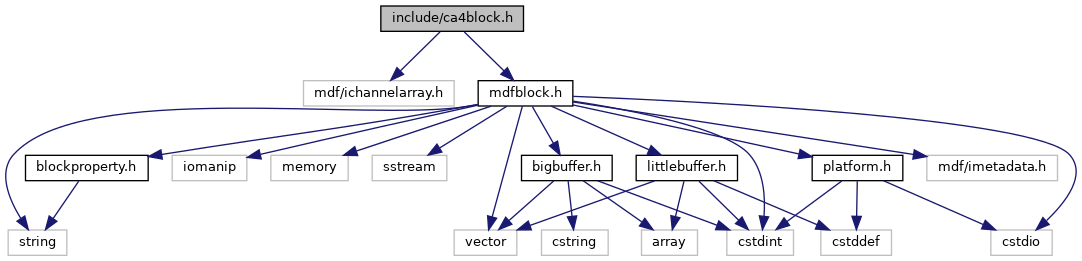 include/ca4block.h
mdf/ichannelarray.h
mdfblock.h
blockproperty.h
iomanip
memory
sstream
bigbuffer.h
littlebuffer.h
platform.h
mdf/imetadata.h
string
vector
cstring
array
cstdint
cstddef
cstdio